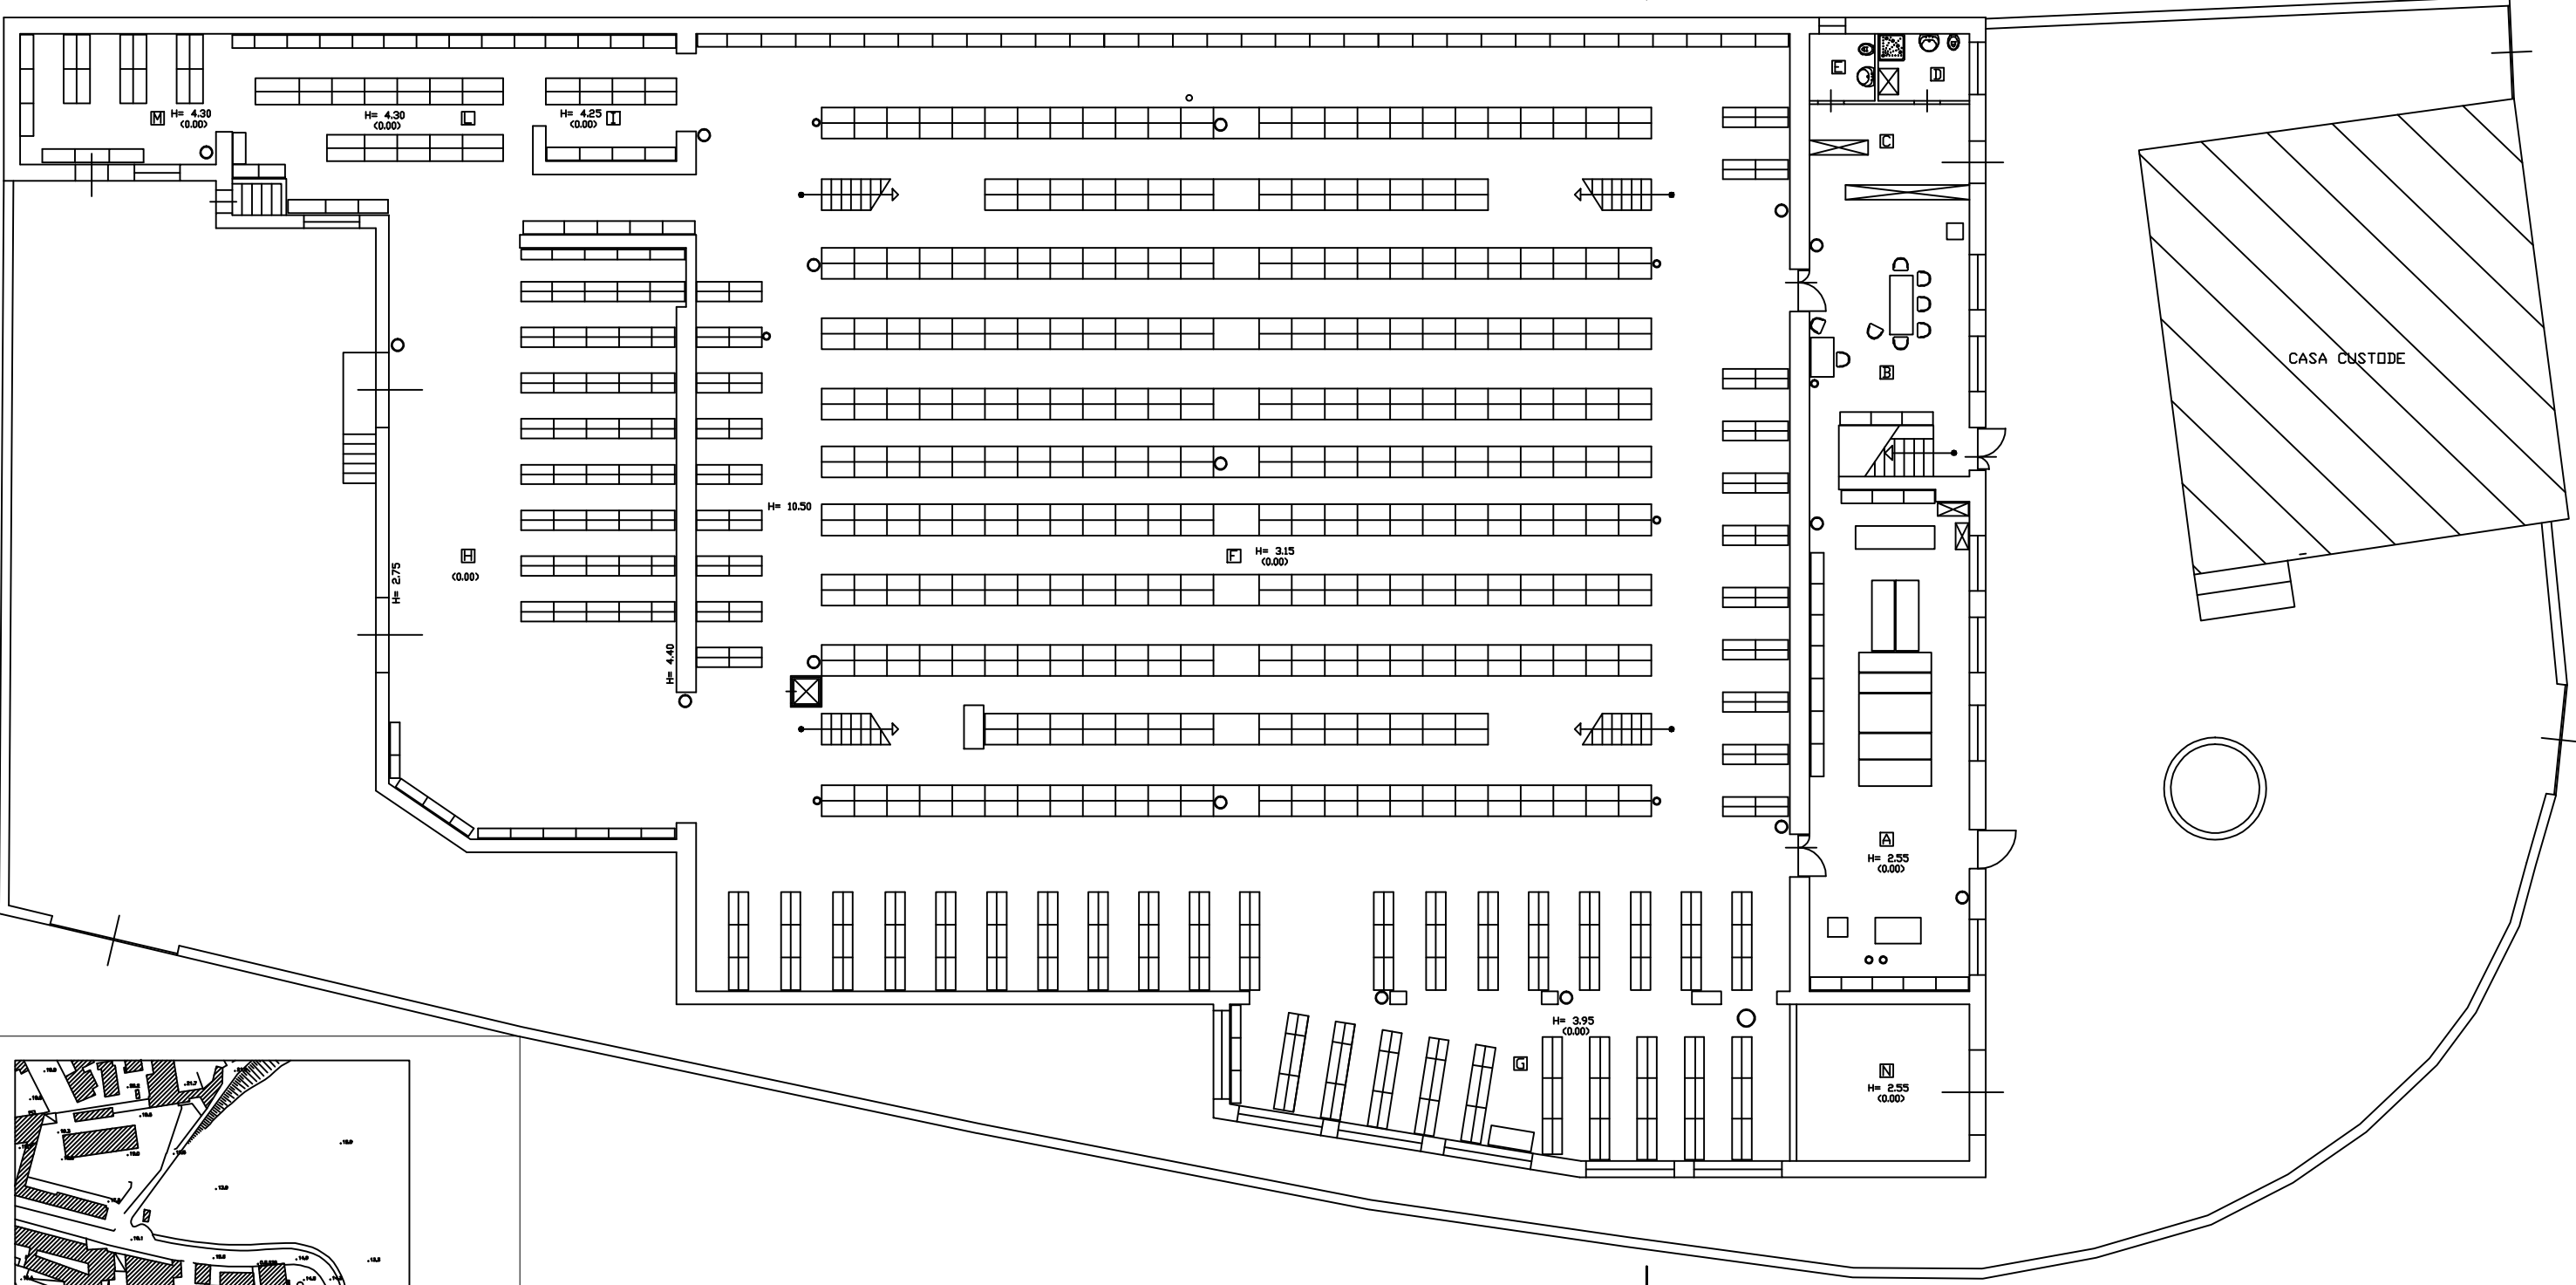 E
D
M H= 4.30
(0.00)
H= 4.30 L
(0.00)
H= 4.25 I
(0.00)
C
CASA CUSTODE
B
H= 10.50
H
(0.00)
H= 2.75
F H= 3.15
(0.00)
H= 4.40
A
H= 2.55
(0.00)
H= 3.95
(0.00)
G
N
H= 2.55
(0.00)